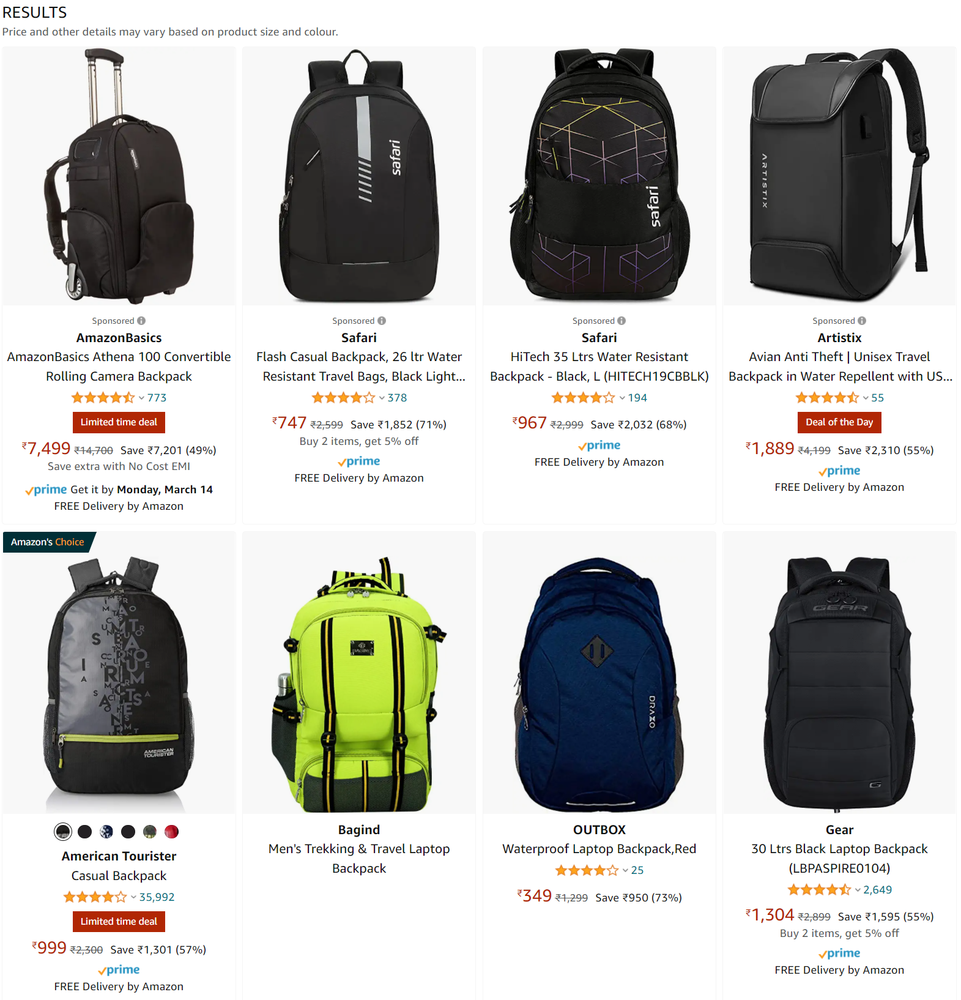 RESULTS
Price and other details may vary based on product size and colour.
safari
safari
ARTISTIX
Sponsored
AmazonBasics
AmazonBasics Athena 100 Convertible
Rolling Camera Backpack
773
Limited time deal
₹7,499 ₹14,700 Save ₹7,201 (49%)
Save extra with No Cost EMI
prime Get it by Monday, March 14
FREE Delivery by Amazon
Sponsored
Safari
Flash Casual Backpack, 26 ltr Water
Resistant Travel Bags, Black Light...
378
₹747 ₹2,599 Save ₹1,852 (71%)
Buy 2 items, get 5% off
prime
FREE Delivery by Amazon
Sponsored
Safari
HiTech 35 Ltrs Water Resistant
Backpack - Black, L (HITECH19CBBLK)
194
₹967 ₹2,999 Save ₹2,032 (68%)
prime
FREE Delivery by Amazon
Sponsored
Artistix
Avian Anti Theft | Unisex Travel
Backpack in Water Repellent with US...
55
Deal of the Day
₹1,889 ₹4,199 Save ₹2,310 (55%)
prime
FREE Delivery by Amazon
Amazon's Choice
AMERICAN
TOURISTER
American Tourister
Casual Backpack
35,992
Limited time deal
₹999 ₹2,300 Save ₹1,301 (57%)
prime
FREE Delivery by Amazon
Bagind
Men's Trekking & Travel Laptop
Backpack
DRAXO
OUTBOX
Waterproof Laptop Backpack,Red
25
₹349 ₹1,299 Save ₹950 (73%)
GEAR
G
Gear
30 Ltrs Black Laptop Backpack
(LBPASPIRE0104)
2,649
₹1,304 ₹2,899 Save ₹1,595 (55%)
Buy 2 items, get 5% off
prime
FREE Delivery by Amazon